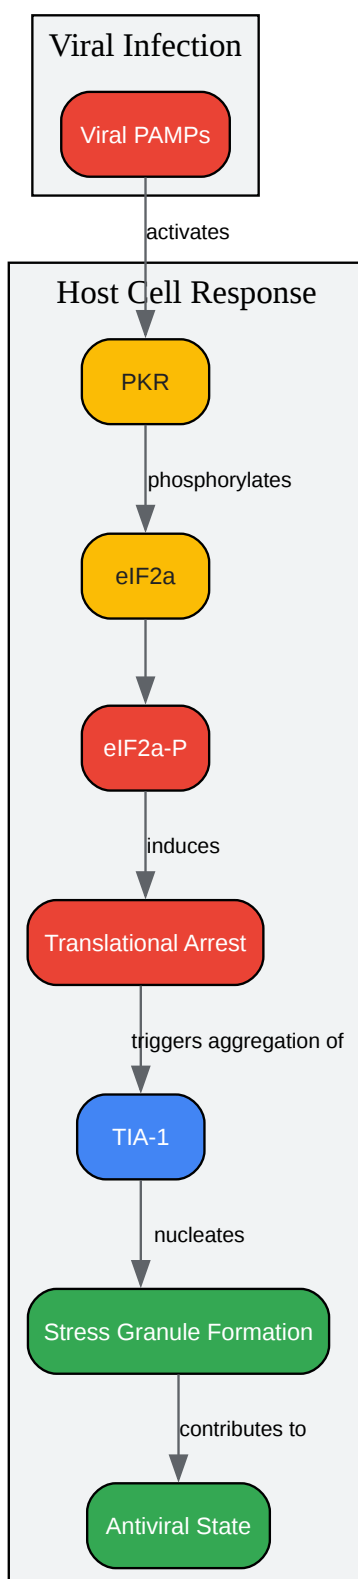 Viral Infection
Viral PAMPs
activates
Host Cell Response
PKR
phosphorylates
eIF2a
eIF2a-P
induces
Translational Arrest
triggers aggregation of
TIA-1
nucleates
Stress Granule Formation
contributes to
Antiviral State